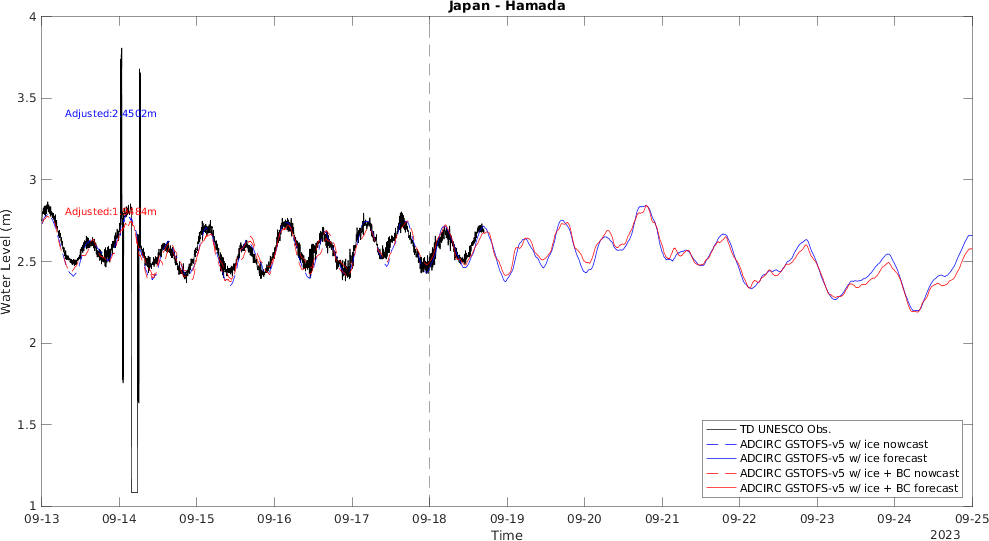 Japan - Hamada
Water Level (m)
4
3.5
3
2.5
2
1.5
1
Adjusted:2.4502m
09-13 09-14 09-15 09-16 09-17 09-18 09-19 09-20 09-21 09-22 09-23 09-24 09-25
Time
2023
TD UNESCO Obs.
ADCIRC GSTOFS-v5 w/ ice nowcast
ADCIRC GSTOFS-v5 w/ ice forecast
ADCIRC GSTOFS-v5 w/ ice + BC nowcast
ADCIRC GSTOFS-v5 w/ ice + BC forecast